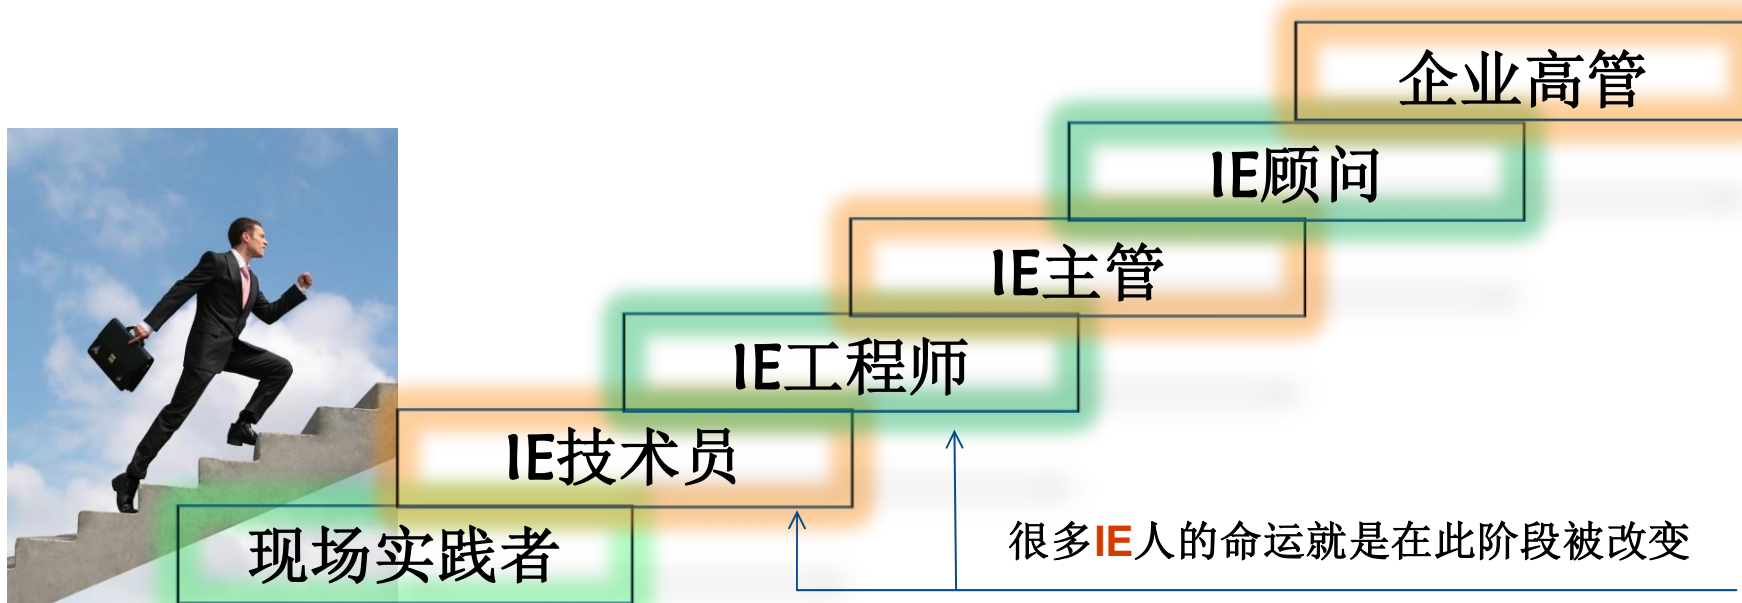 企业高管
IE顾问
IE主管
IE工程师
IE技术员
很多IE人的命运就是在此阶段被改变
现场实践者